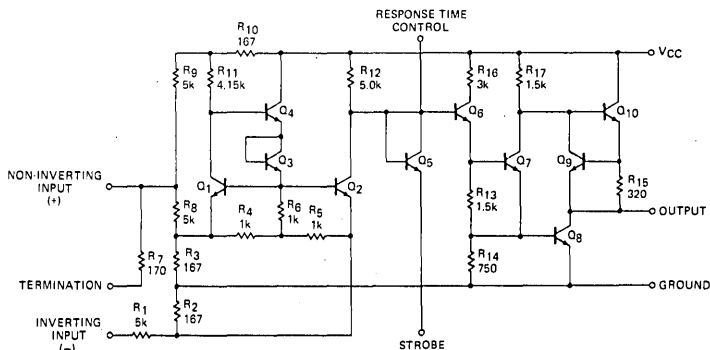 RESPONSE TIME
CONTROL
R10
167
VCC
R9
5k
R11
4.15k
R12
5.0k
R16
3k
R17
1.5k
Q4
Q6
Q10
Q3
Q5
Q7
Q9
NON-INVERTING
INPUT
(+)
Q1
Q2
R15
320
R8
5k
R4
1k
R6
1k
R5
1k
R13
1.5k
OUTPUT
Q8
R7
170
R3
167
R14
750
TERMINATION
GROUND
R1
5k
R2
167
INVERTING
INPUT
(−)
STROBE